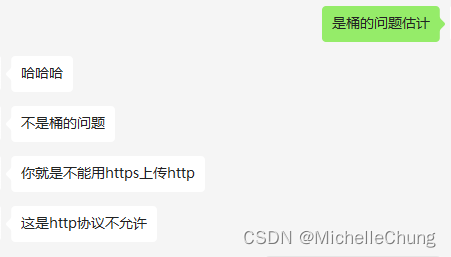 是桶的问题估计
哈哈哈
不是桶的问题
你就是不能用https上传http
这是http协议不允许
CSDN @MichelleChung